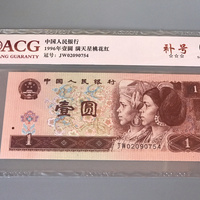 ACG
GUARANTY
中国人民银行
1996年壹圆 满天星桃花红
冠号: JW02090754
补号
☆☆☆
中国人民银行
壹圆
1
1
JW02090754